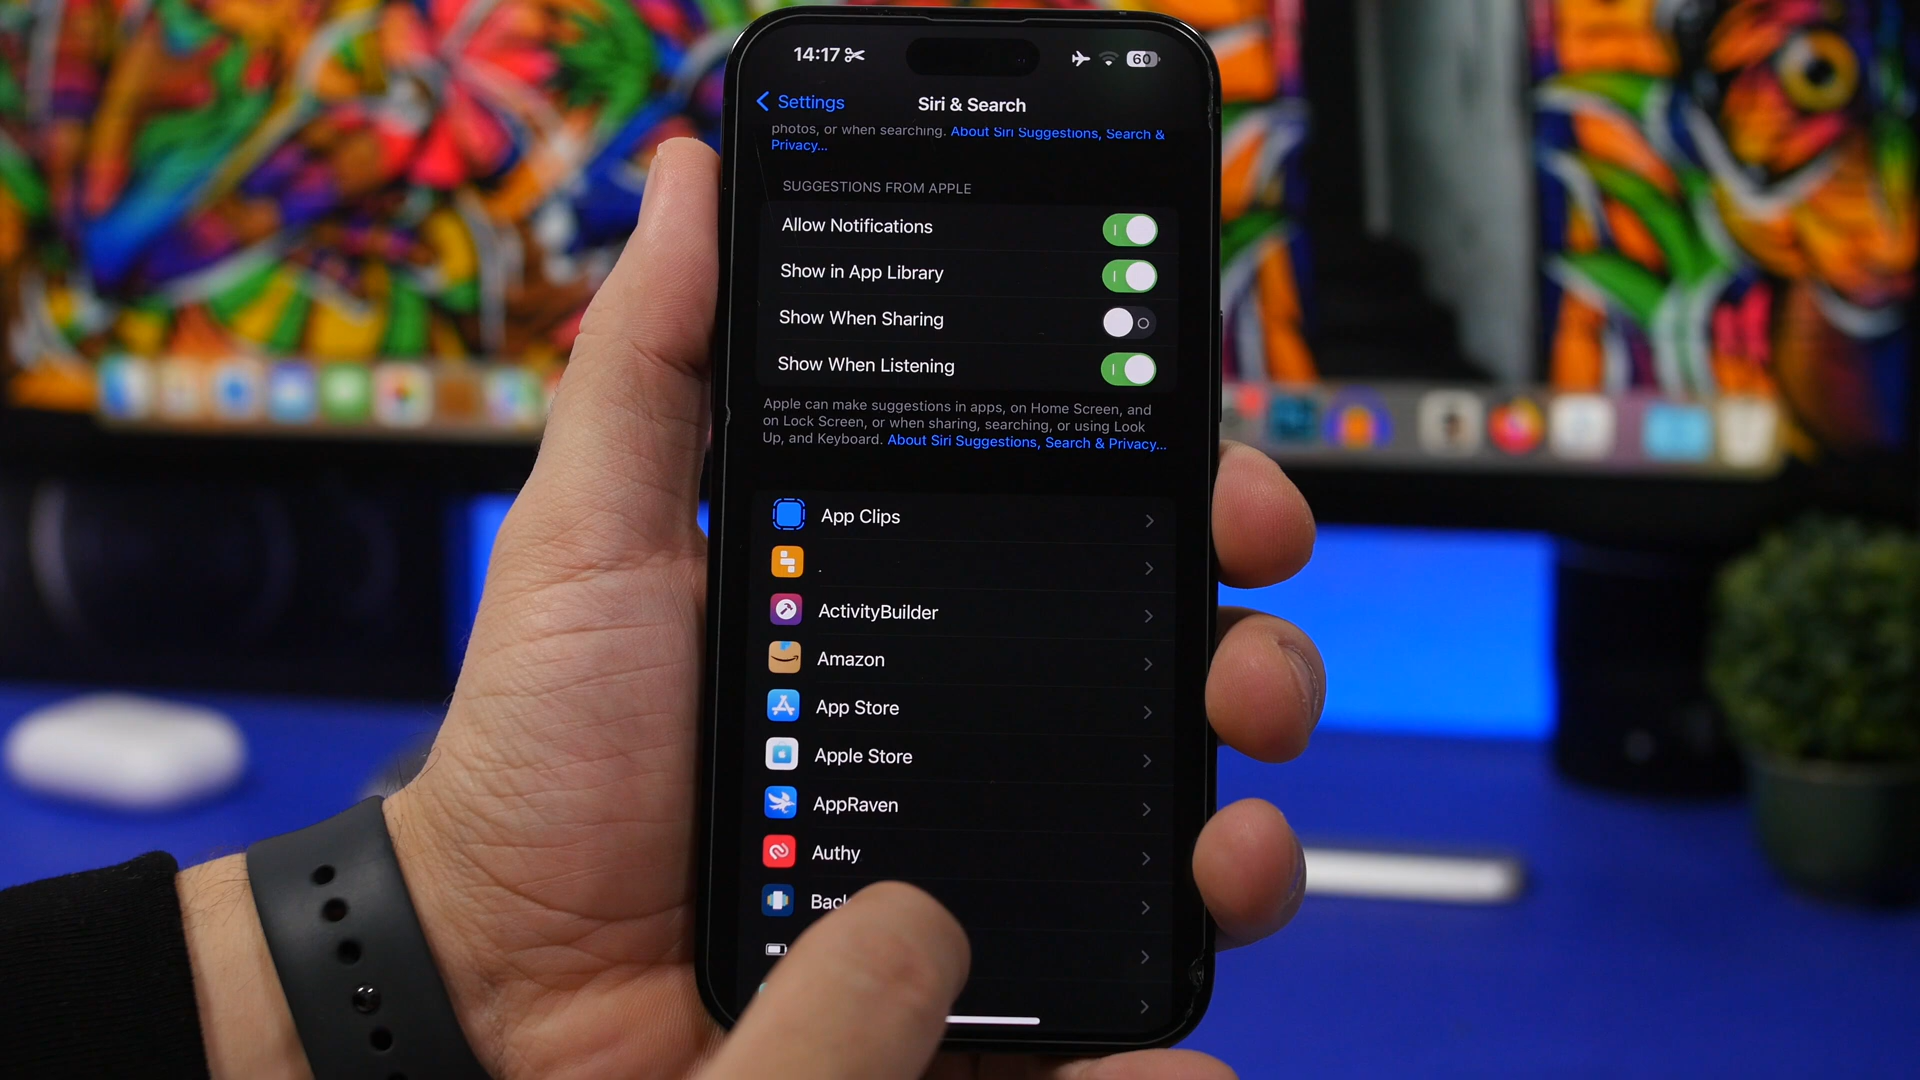 14:17
60
Settings
Siri & Search
photos, or when searching. About Siri Suggestions, Search &
Privacy...
SUGGESTIONS FROM APPLE
Allow Notifications
Show in App Library
Show When Sharing
Show When Listening
Apple can make suggestions in apps, on Home Screen, and
on Lock Screen, or when sharing, searching, or using Look
Up, and Keyboard. About Siri Suggestions, Search & Privacy...
App Clips
.
ActivityBuilder
Amazon
App Store
Apple Store
AppRaven
Authy
Bac